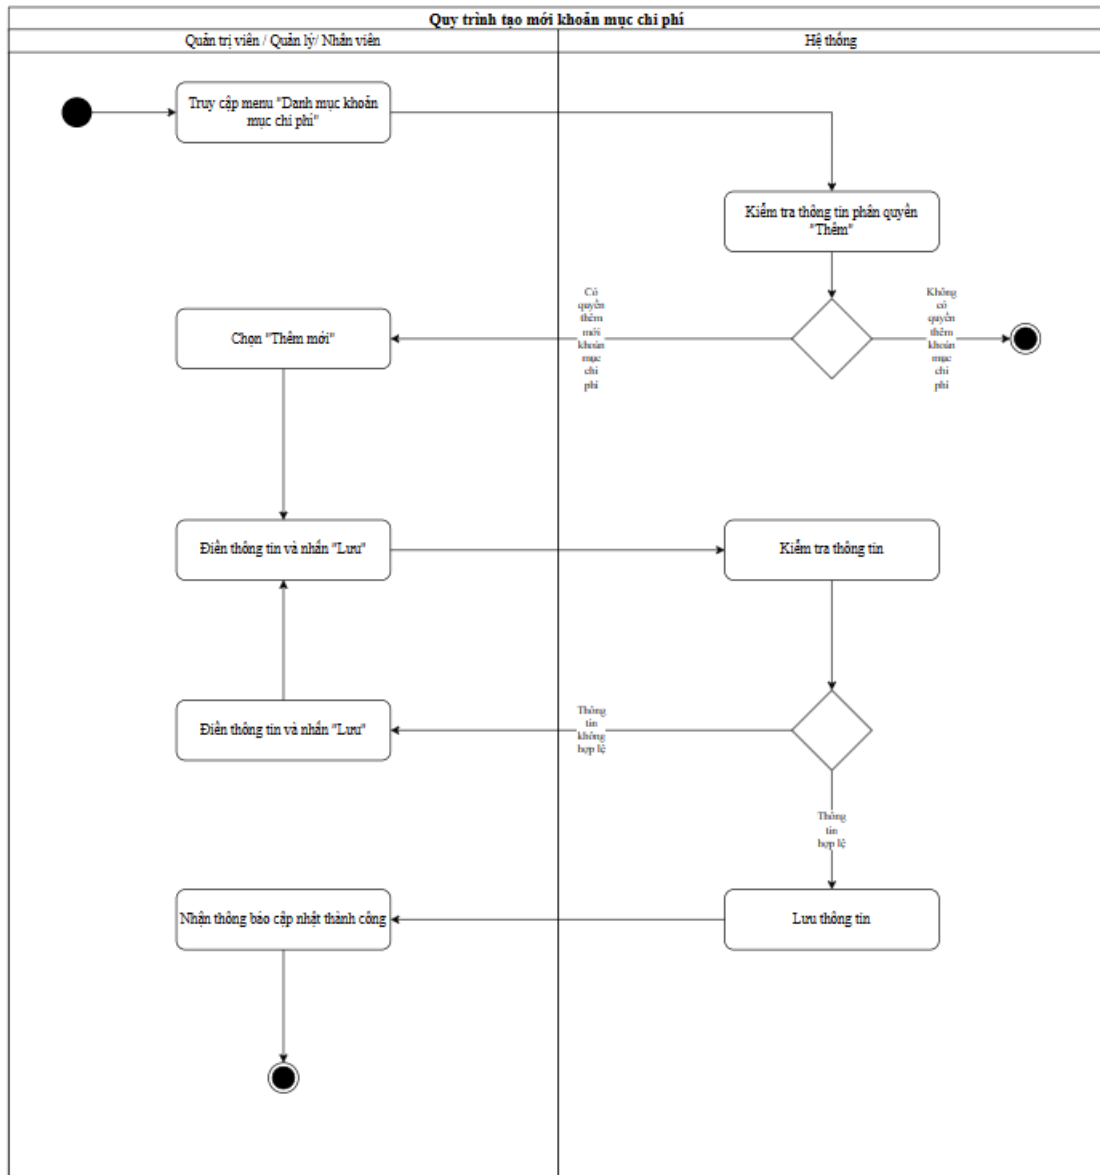 Quy trình tạo mới khoản mục chi phí
Quản trị viên / Quản lý/ Nhân viên
Hệ thống
Truy cập menu "Danh mục khoản
mục chi phí"
Kiểm tra thông tin phân quyền
"Thêm"
Có
quyền
thêm
mới
khoản
mục
chi
phí
Không
có
quyền
thêm
khoản
mục
chi
phí
Chọn "Thêm mới"
Điền thông tin và nhấn "Lưu"
Kiểm tra thông tin
Thông
tin
không
hợp lệ
Điền thông tin và nhấn "Lưu"
Thông
tin
hợp lệ
Nhận thông báo cập nhật thành công
Lưu thông tin